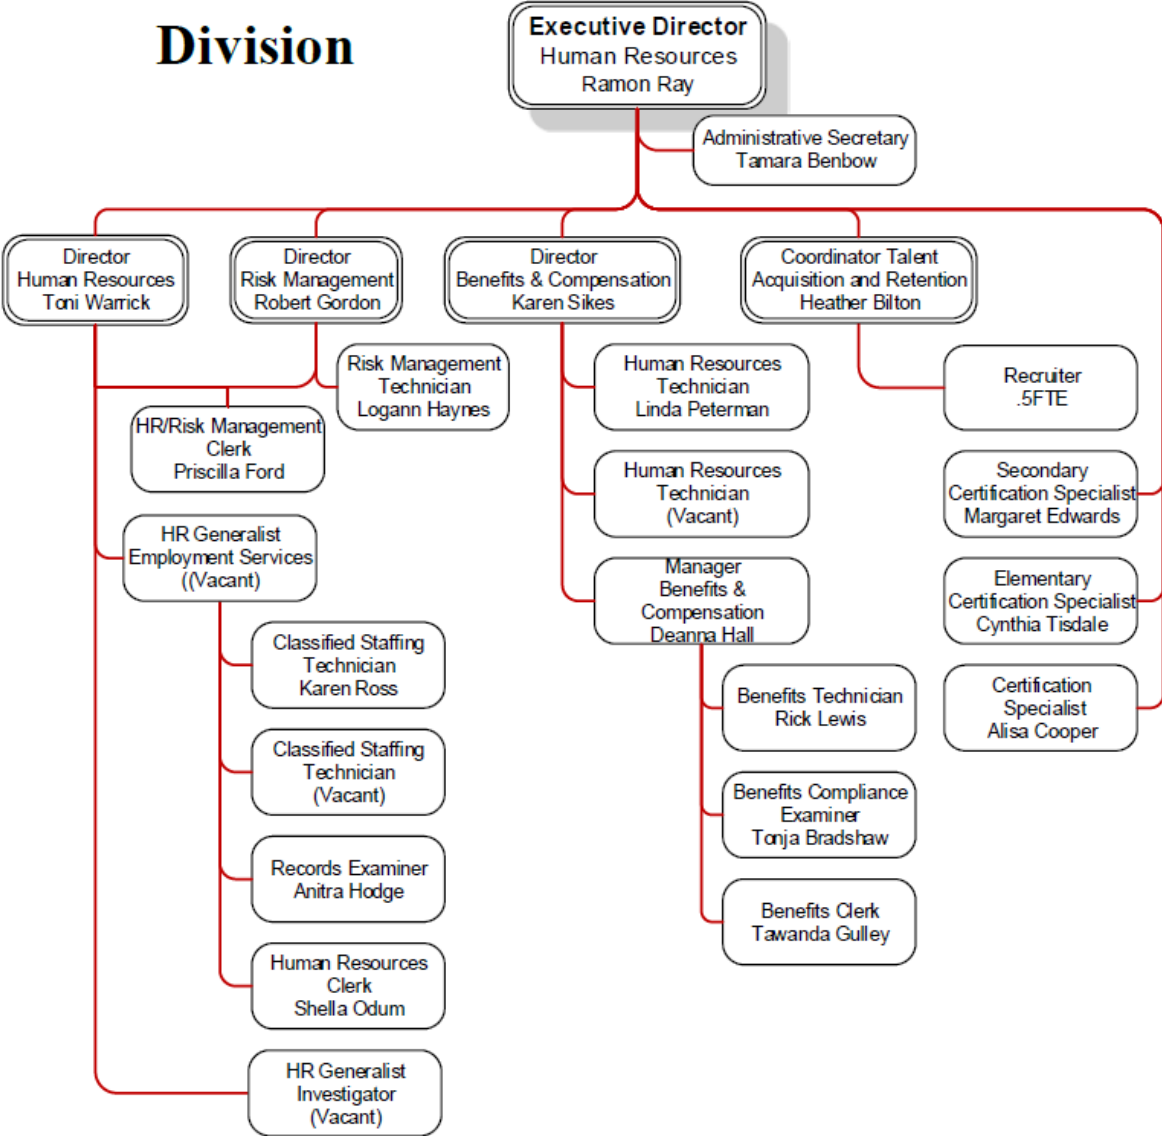 Division
Executive Director
Human Resources
Ramon Ray
Administrative Secretary
Tamara Benbow
Director
Human Resources
Toni Warrick
Director
Risk Management
Robert Gordon
Director
Benefits & Compensation
Karen Sikes
Coordinator Talent
Acquisition and Retention
Heather Bilton
Risk Management
Technician
Logann Haynes
HR/Risk Management
Clerk
Priscilla Ford
HR Generalist
Employment Services
((Vacant)
Classified Staffing
Technician
Karen Ross
Classified Staffing
Technician
(Vacant)
Records Examiner
Anitra Hodge
Human Resources
Clerk
Shella Odum
HR Generalist
Investigator
(Vacant)
Human Resources
Technician
Linda Peterman
Human Resources
Technician
(Vacant)
Manager
Benefits &
Compensation
Deanna Hall
Benefits Technician
Rick Lewis
Benefits Compliance
Examiner
Tonja Bradshaw
Benefits Clerk
Tawanda Gulley
Recruiter
.5FTE
Secondary
Certification Specialist
Margaret Edwards
Elementary
Certification Specialist
Cynthia Tisdale
Certification
Specialist
Alisa Cooper